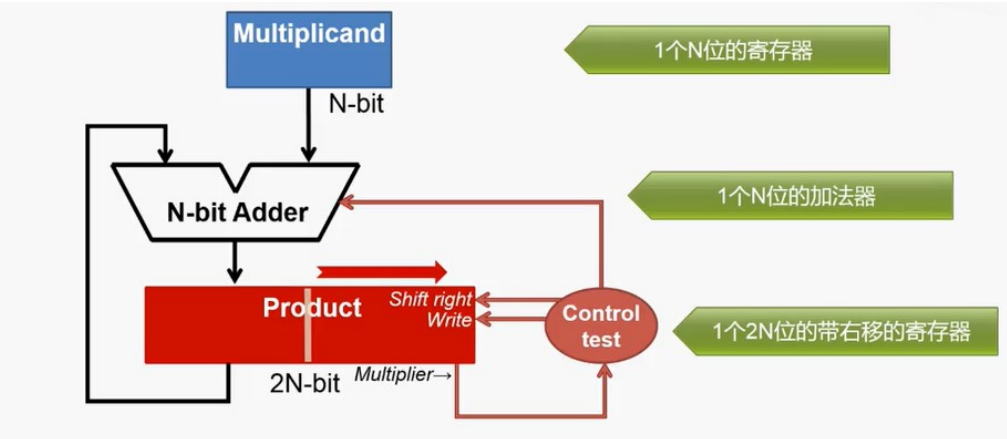 Multiplicand
1个N位的寄存器
N-bit
N-bit Adder
1个N位的加法器
Product
Shift right
Write
Control
test
1个2N位的带右移的寄存器
2N-bit
Multiplier→